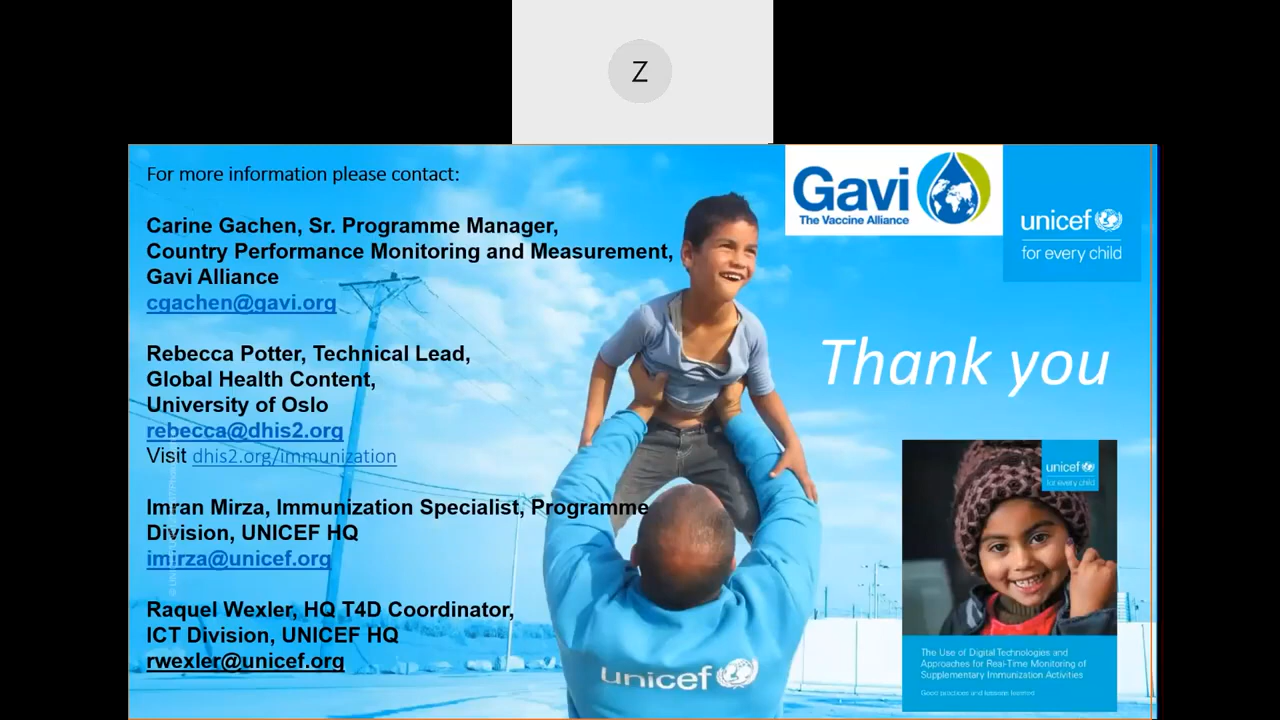 Z
For more information please contact:
Carine Gachen, Sr. Programme Manager,
Country Performance Monitoring and Measurement,
Gavi Alliance
cgachen@gavi.org
Rebecca Potter, Technical Lead,
Global Health Content,
University of Oslo
rebecca@dhis2.org
Visit dhis2.org/immunization
Imran Mirza, Immunization Specialist, Programme
Division, UNICEF HQ
imirza@unicef.org
Raquel Wexler, HQ T4D Coordinator,
ICT Division, UNICEF HQ
rwexler@unicef.org
Gavi
The Vaccine Alliance
unicef
for every child
Thank you
unicef
unicef
for every child
The Use of Digital Technologies and
Approaches for Real-Time Monitoring of
Supplementary Immunization Activities
Good practices and lessons learned